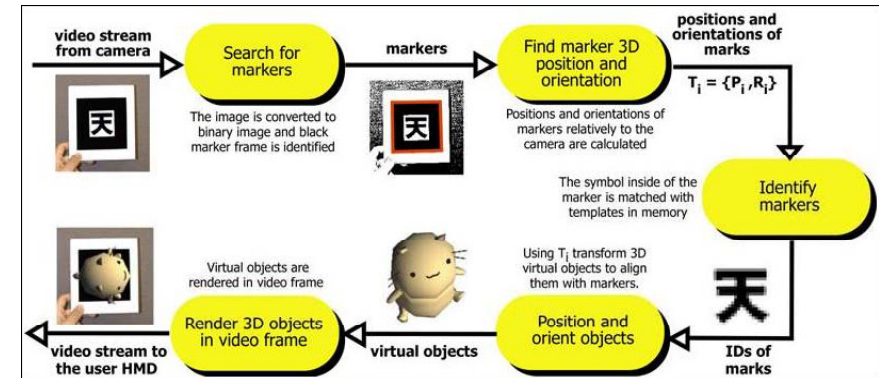 video stream
from camera
Search for
markers
The image is converted to
binary image and black
marker frame is identified
天
markers
天
Find marker 3D
position and
orientation
Positions and orientations of
markers relatively to the
camera are calculated
positions and
orientations of
marks
Tᵢ = {Pᵢ ,Rᵢ}
The symbol inside of the
marker is matched with
templates in memory
Identify
markers
天
IDs of
marks
Using Tᵢ transform 3D
virtual objects to align
them with markers.
Position and
orient objects
virtual objects
Virtual objects are
rendered in video frame
Render 3D objects
in video frame
video stream to
the user HMD